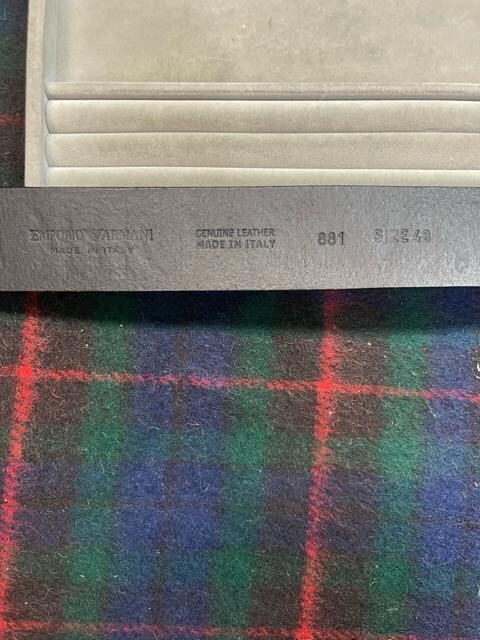 EMPORIO ARMANI
MADE IN ITALY
GENUINE LEATHER
MADE IN ITALY
881
SIZE 48